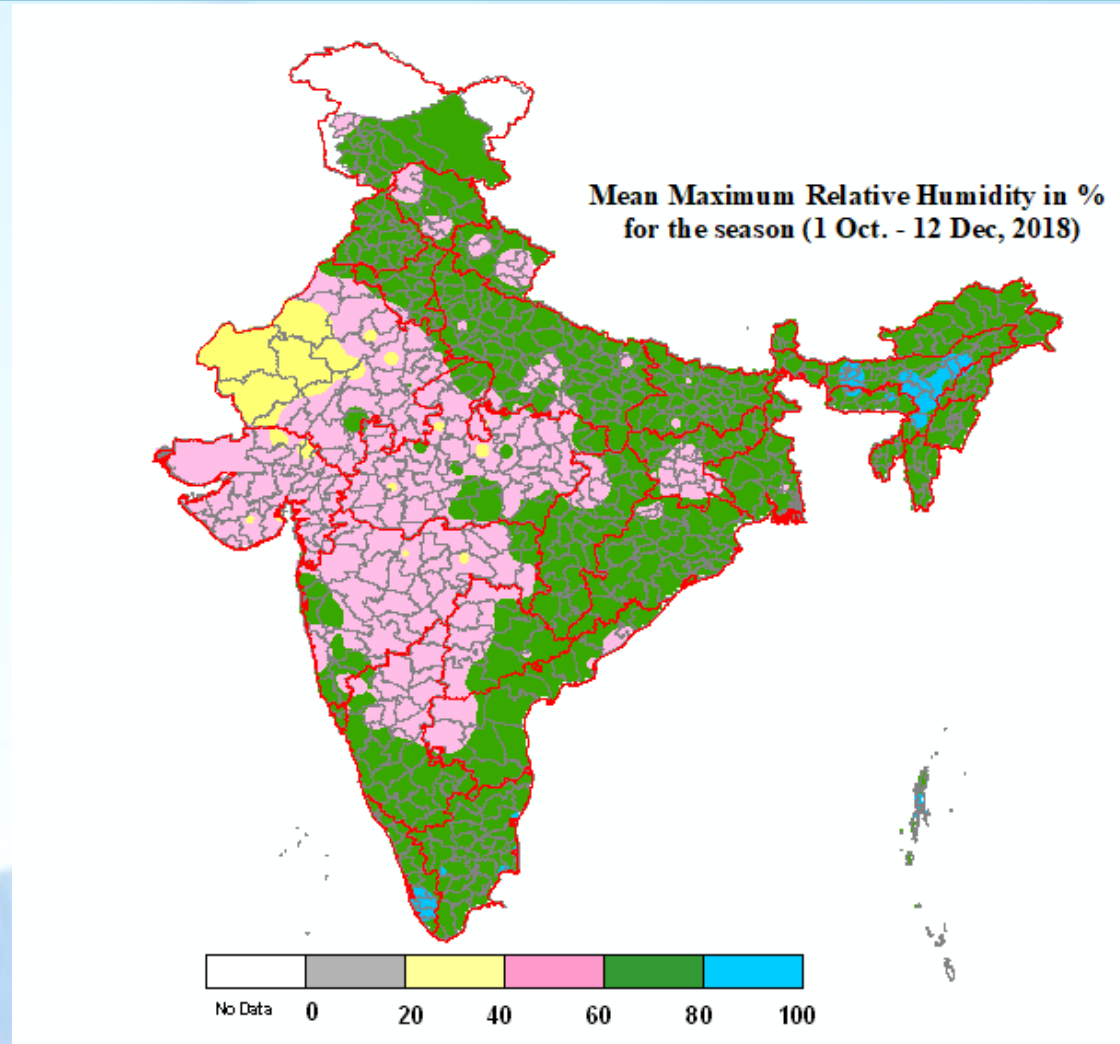 Mean Maximum Relative Humidity in %
for the season (1 Oct. - 12 Dec, 2018)
No Data 0 20 40 60 80 100